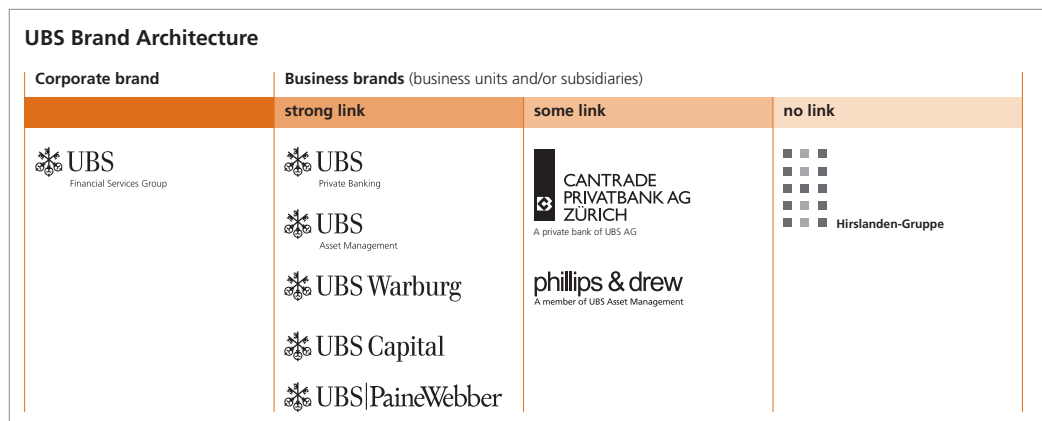 UBS Brand Architecture
Corporate brand
Business brands (business units and/or subsidiaries)
strong link
some link
no link
UBS
Financial Services Group
UBS
Private Banking
UBS
Asset Management
UBS Warburg
UBS Capital
UBS|PaineWebber
CANTRADE
PRIVATBANK AG
ZÜRICH
A private bank of UBS AG
phillips & drew
A member of UBS Asset Management
Hirslanden-Gruppe